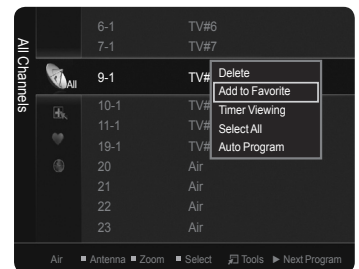 All Channels
6-1 TV#6
7-1 TV#7
All 9-1 TV#
10-1 TV#
11-1 TV#
19-1 TV#
20 Air
21 Air
22 Air
23 Air
Delete
Add to Favorite
Timer Viewing
Select All
Auto Program
Air Antenna Zoom Select Tools Next Program